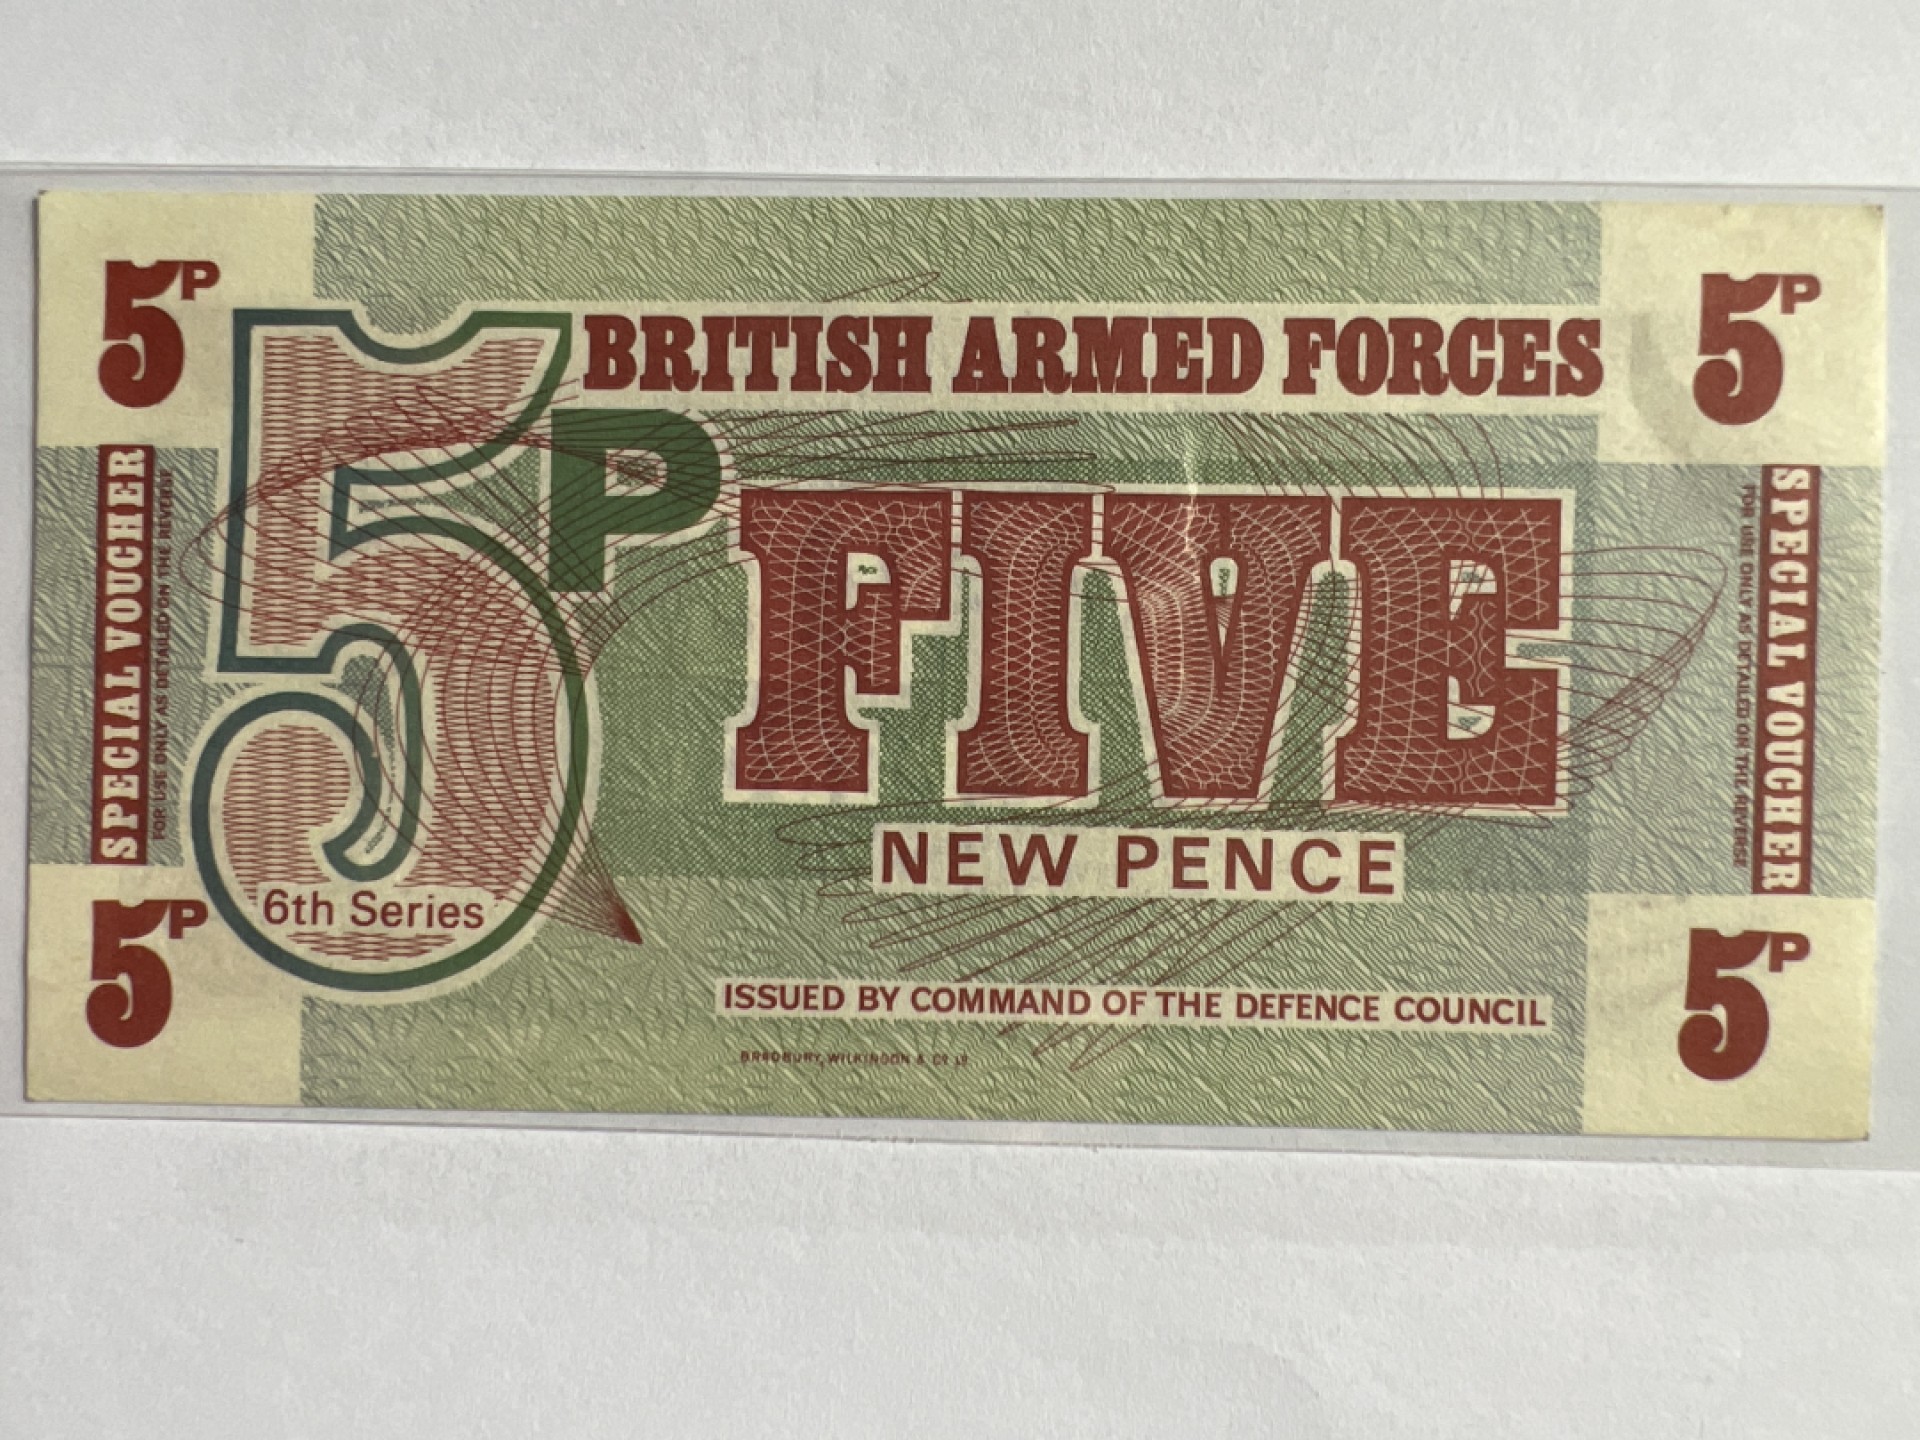 5P
5P
BRITISH ARMED FORCES
5P
SPECIAL VOUCHER
FOR USE ONLY AS DETAILED ON THE REVERSE
FIVE
NEW PENCE
SPECIAL VOUCHER
FOR USE ONLY AS DETAILED ON THE REVERSE
6th Series
5P
ISSUED BY COMMAND OF THE DEFENCE COUNCIL
5P
BRADBURY, WILKINSON & Co Ld